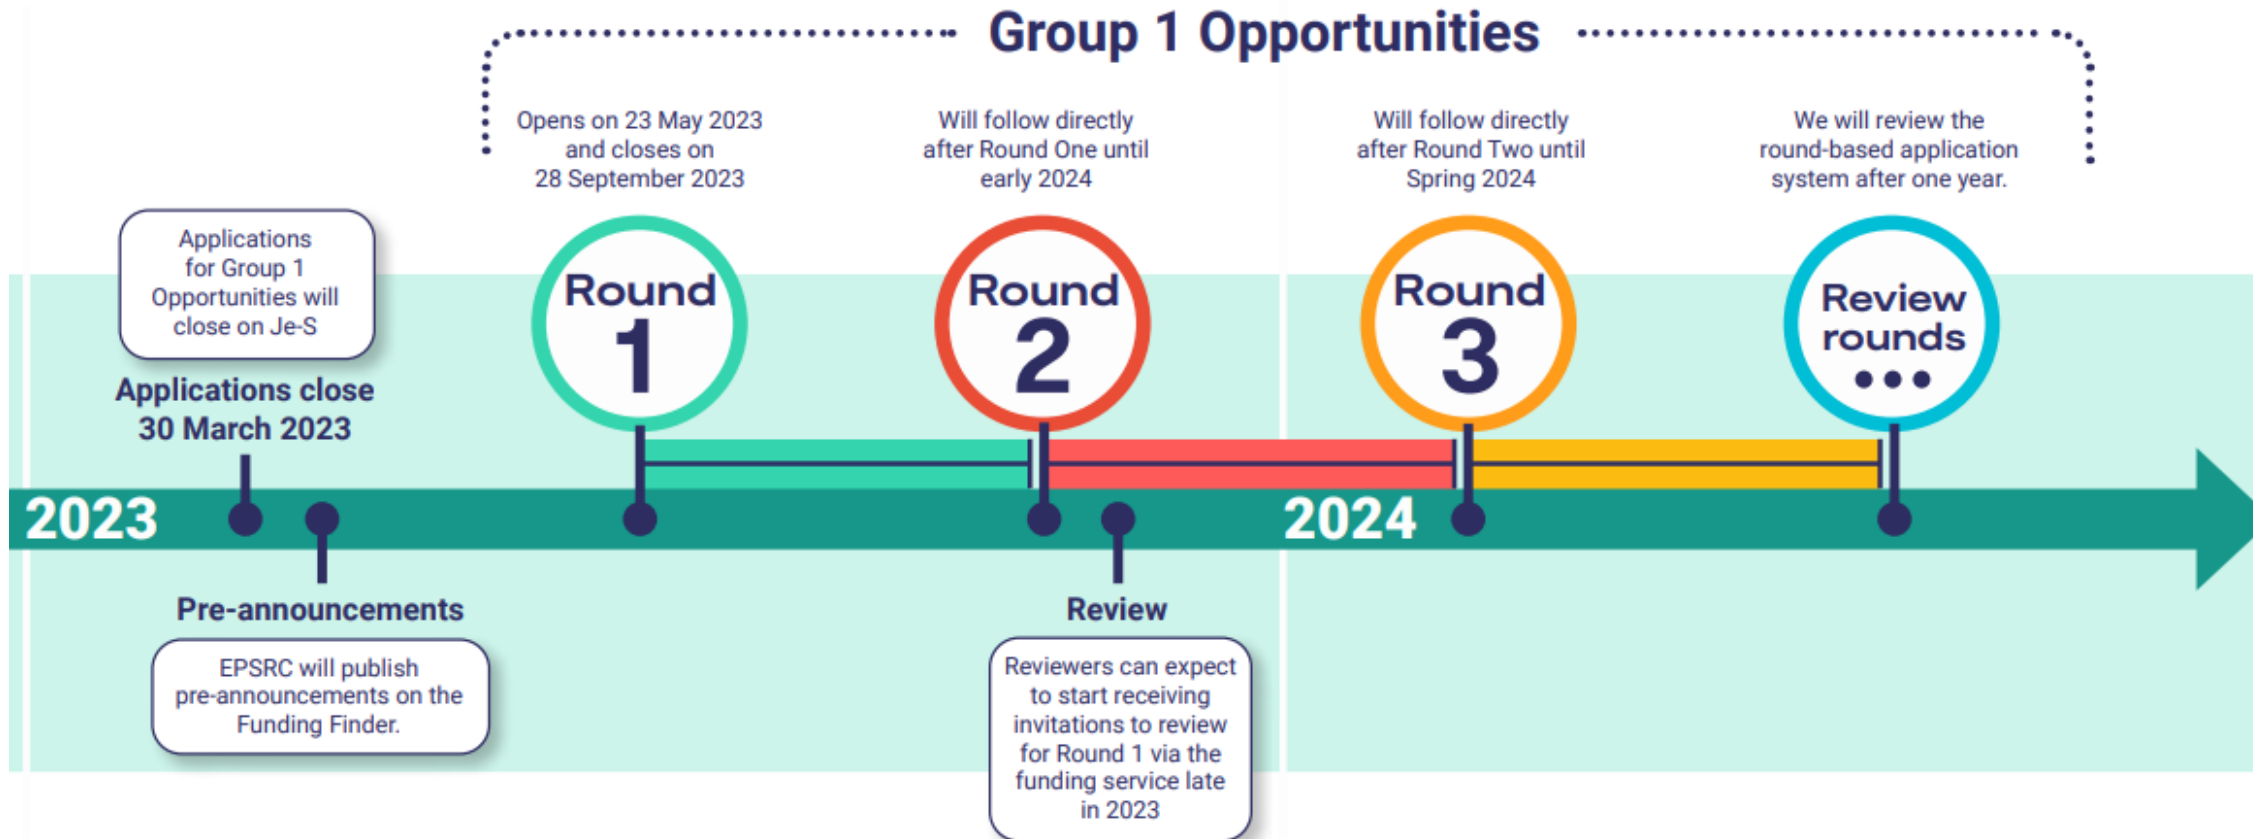 Group 1 Opportunities
Opens on 23 May 2023
and closes on
28 September 2023
Will follow directly
after Round One until
early 2024
Will follow directly
after Round Two until
Spring 2024
We will review the
round-based application
system after one year.
Applications
for Group 1
Opportunities will
close on Je-S
Applications close
30 March 2023
Round
1
Round
2
Round
3
Review
rounds
•••
2023
2024
Pre-announcements
EPSRC will publish
pre-announcements on the
Funding Finder.
Review
Reviewers can expect
to start receiving
invitations to review
for Round 1 via the
funding service late
in 2023